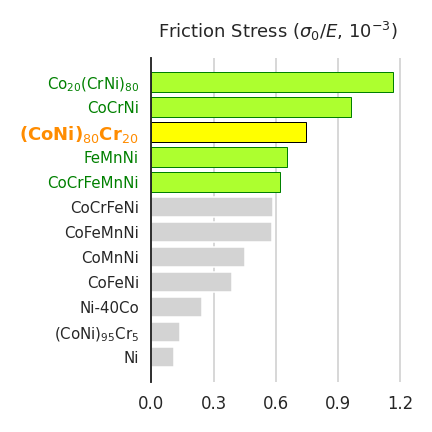 Friction Stress (σ₀/E, 10⁻³)
Co₂₀(CrNi)₈₀
CoCrNi
(CoNi)₈₀Cr₂₀
FeMnNi
CoCrFeMnNi
CoCrFeNi
CoFeMnNi
CoMnNi
CoFeNi
Ni-40Co
(CoNi)₉₅Cr₅
Ni
0.0 0.3 0.6 0.9 1.2